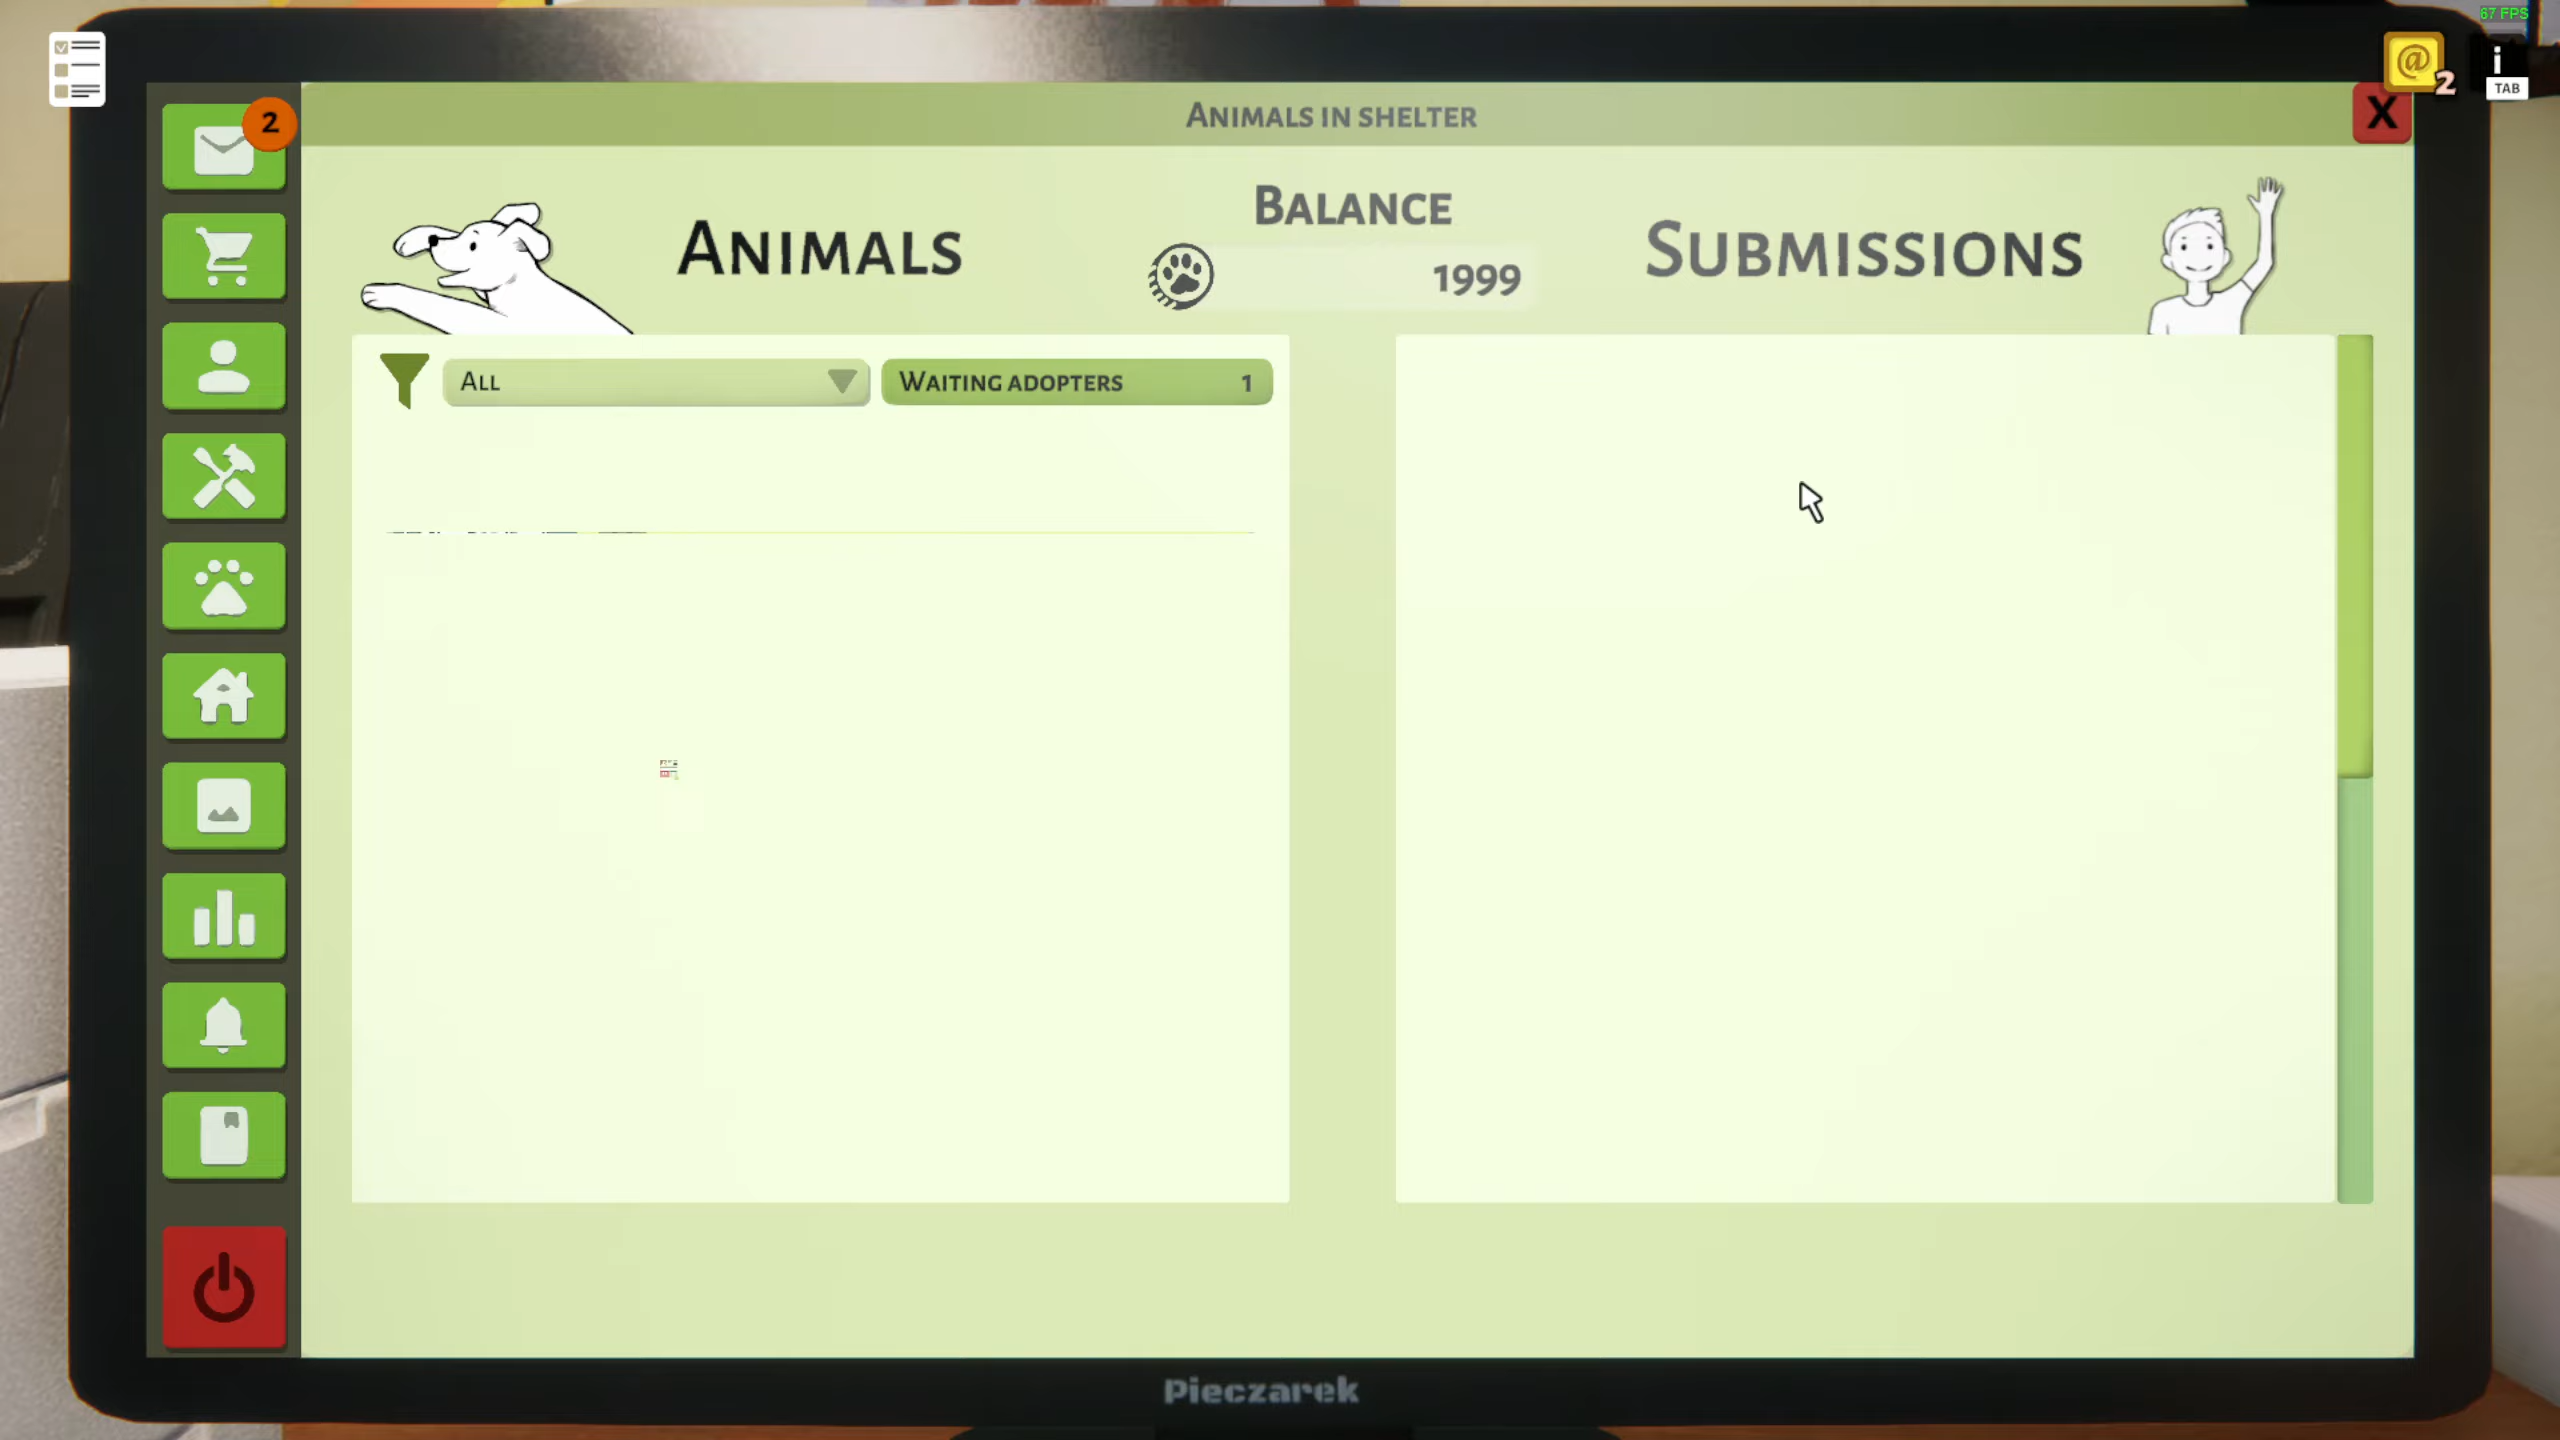 67 FPS
@ 2
i
TAB
2
ANIMALS IN SHELTER
X
ANIMALS
BALANCE
1999
SUBMISSIONS
ALL
WAITING ADOPTERS 1
Pieczarek